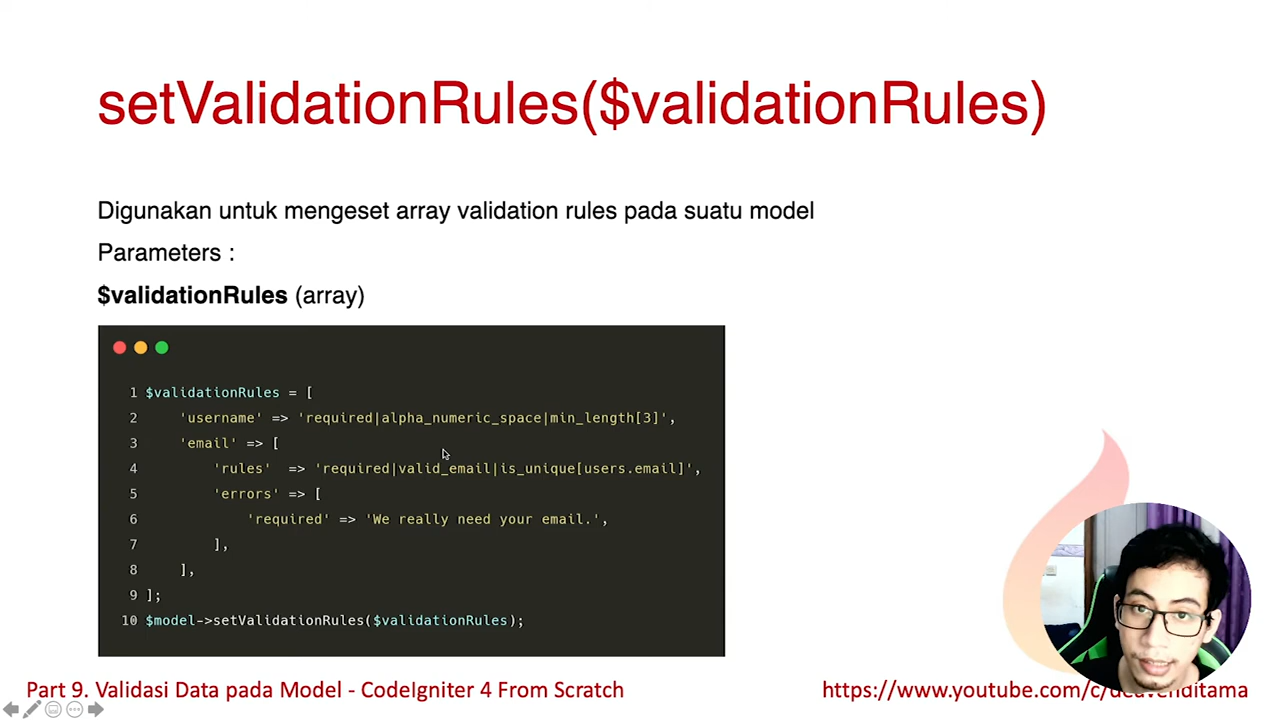 setValidationRules($validationRules)
Digunakan untuk mengeset array validation rules pada suatu model
Parameters :
$validationRules (array)
1 $validationRules = [
2     'username' => 'required|alpha_numeric_space|min_length[3]',
3     'email' => [
4         'rules'  => 'required|valid_email|is_unique[users.email]',
5         'errors' => [
6             'required' => 'We really need your email.',
7         ],
8     ],
9 ];
10 $model->setValidationRules($validationRules);
Part 9. Validasi Data pada Model - CodeIgniter 4 From Scratch
https://www.youtube.com/c/deavenditama